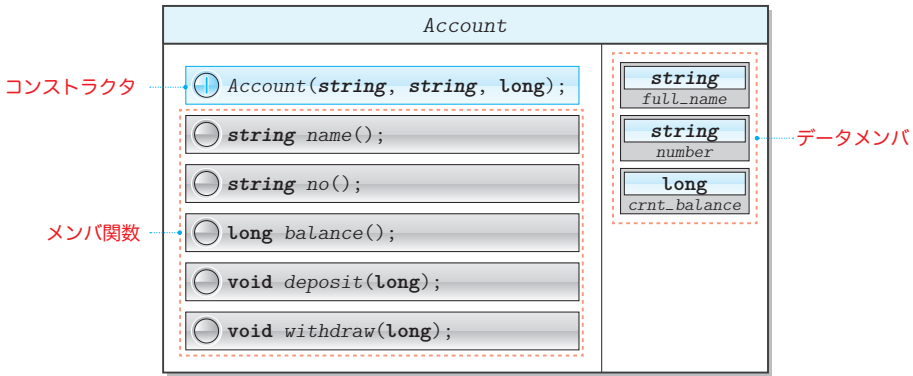 Account
コンストラクタ
Account(string, string, long);
string name();
string no();
メンバ関数
long balance();
void deposit(long);
void withdraw(long);
string
full_name
string
number
long
crnt_balance
データメンバ